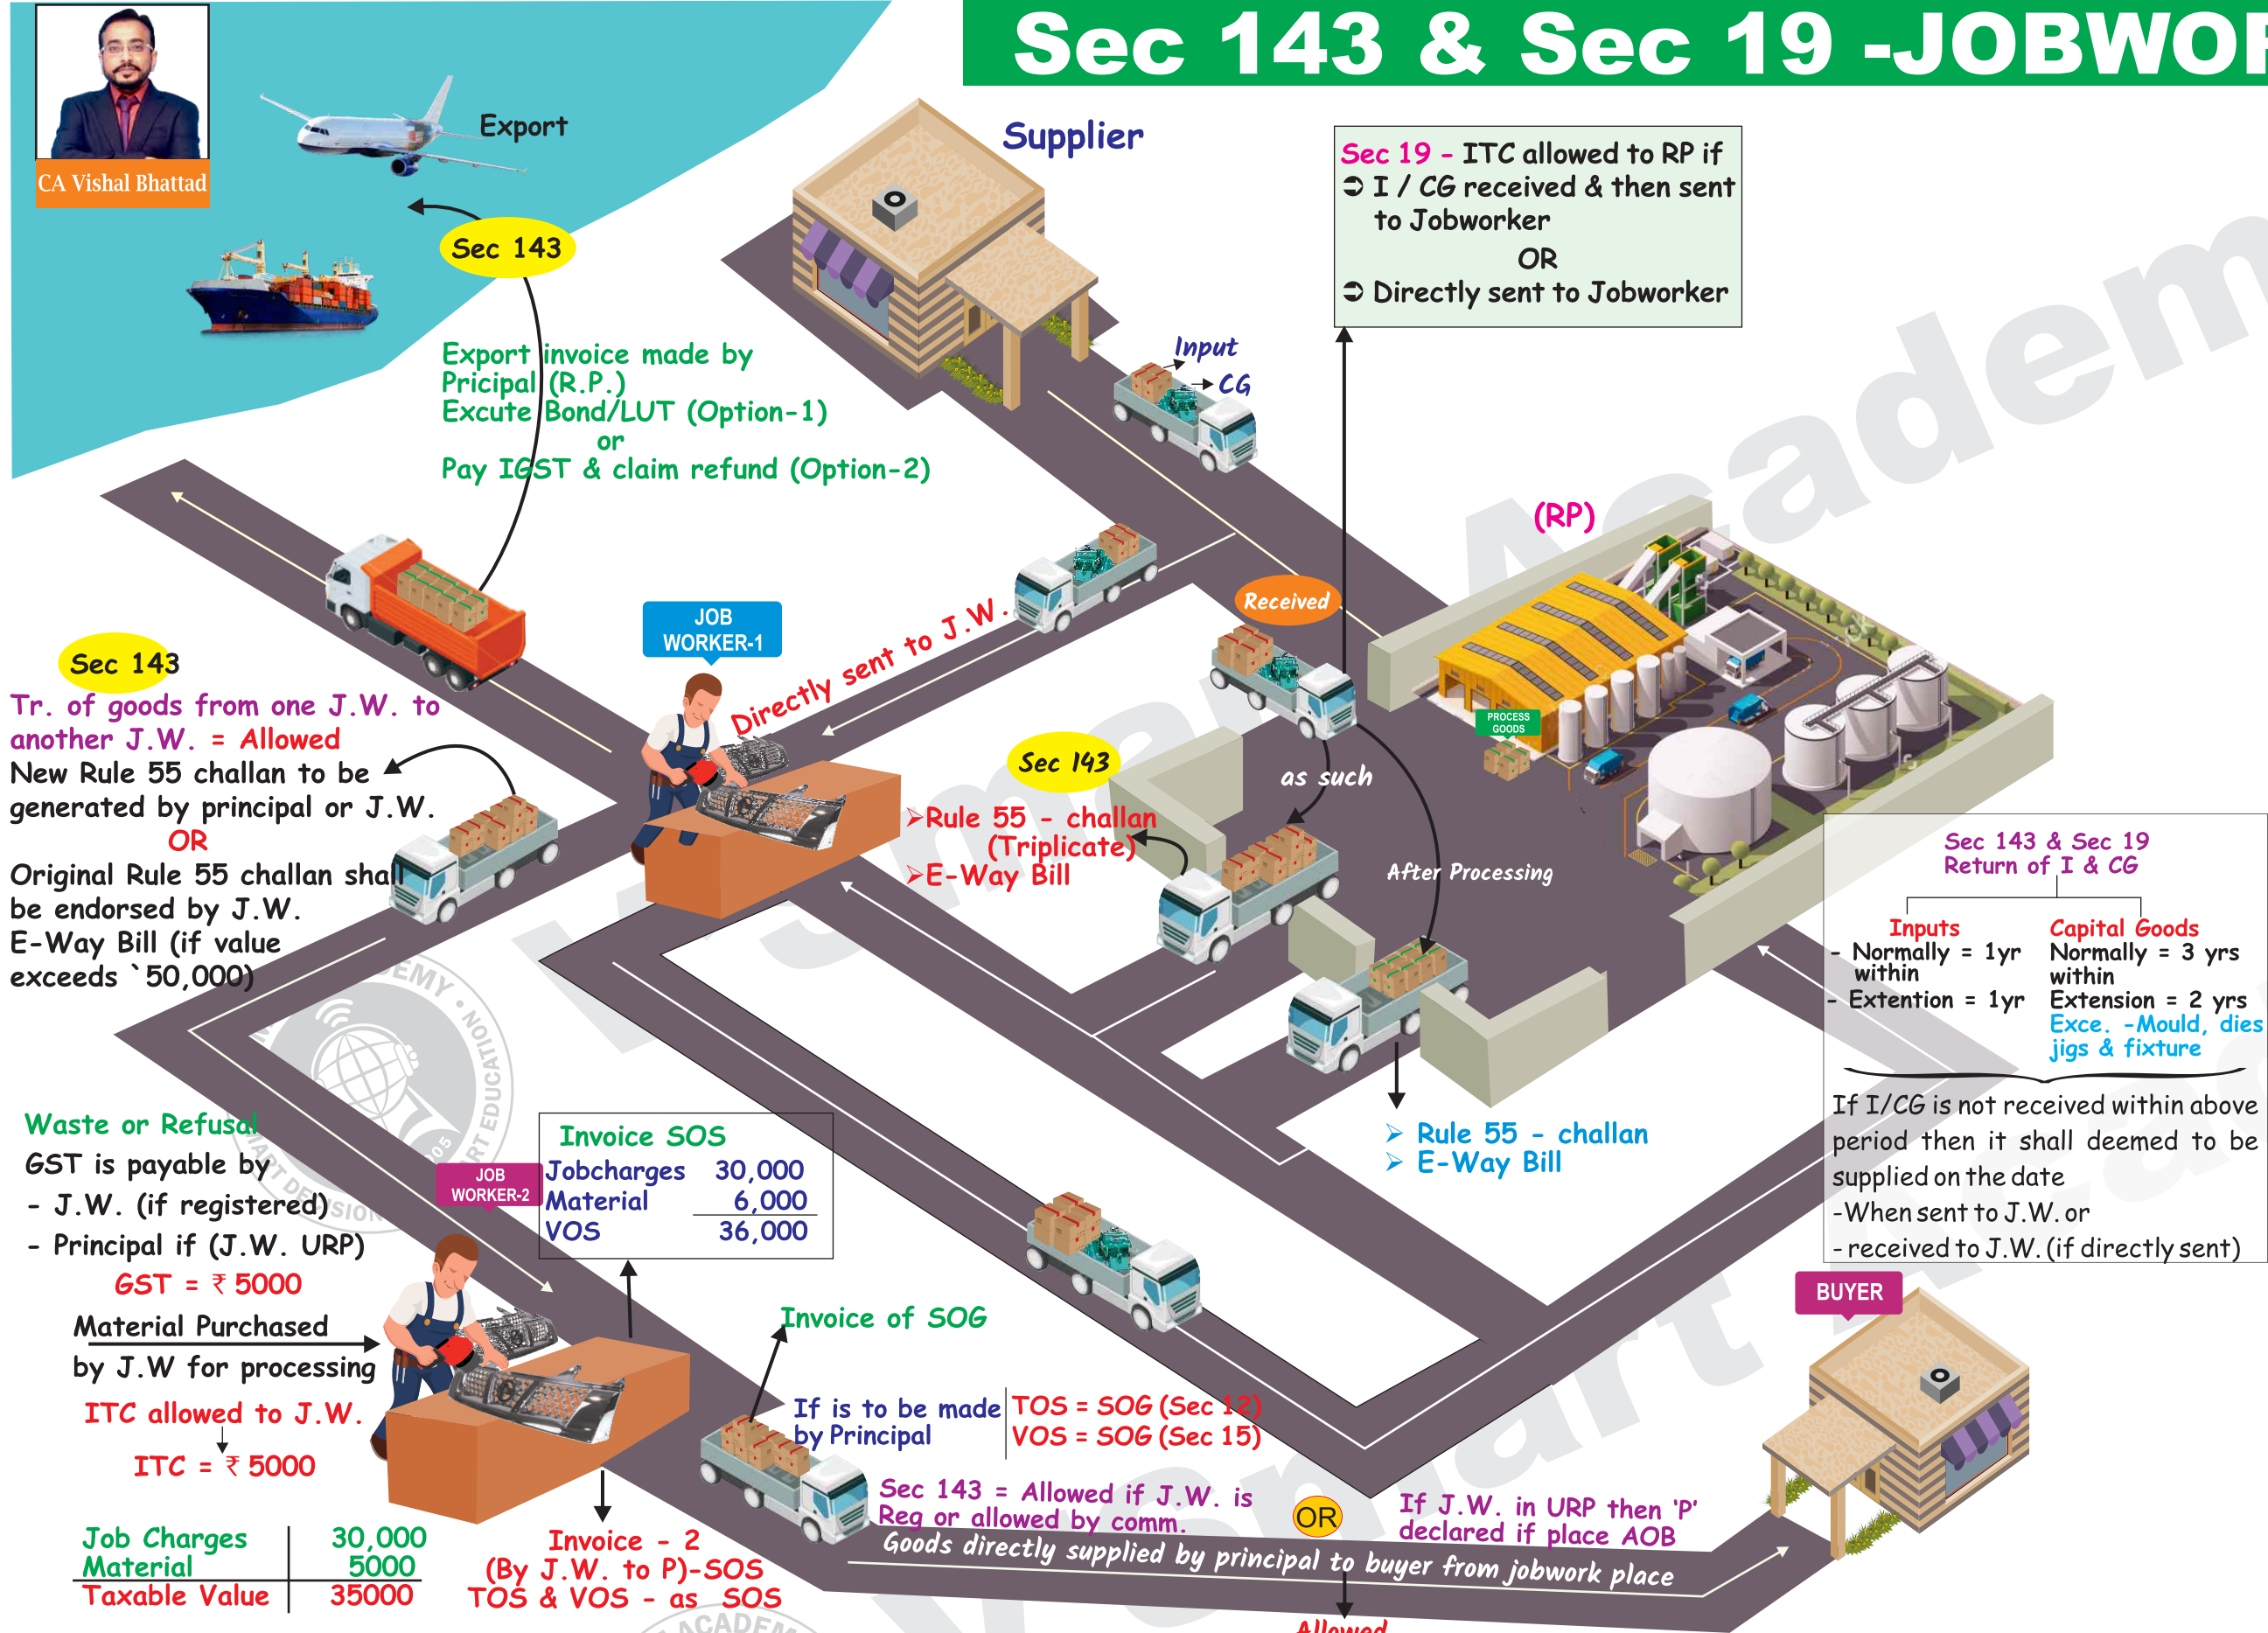 Sec 143 & Sec 19 -JOBWOR
CA Vishal Bhattad
Export
Sec 143
Export invoice made by
Pricipal (R.P.)
Excute Bond/LUT (Option-1)
or
Pay IGST & claim refund (Option-2)
Supplier
Input
CG
Sec 19 - ITC allowed to RP if
➲ I / CG received & then sent
to Jobworker
OR
➲ Directly sent to Jobworker
(RP)
Received
PROCESS
GOODS
JOB
WORKER-1
Directly sent to J.W.
Sec 143
Tr. of goods from one J.W. to
another J.W. = Allowed
New Rule 55 challan to be
generated by principal or J.W.
OR
Original Rule 55 challan shall
be endorsed by J.W.
E-Way Bill (if value
exceeds `50,000)
Sec 143
➢Rule 55 - challan
(Triplicate)
➢E-Way Bill
as such
After Processing
➢ Rule 55 - challan
➢ E-Way Bill
Sec 143 & Sec 19
Return of I & CG
Inputs
- Normally = 1yr
within
- Extention = 1yr
Capital Goods
Normally = 3 yrs
within
Extension = 2 yrs
Exce. -Mould, dies
jigs & fixture
If I/CG is not received within above
period then it shall deemed to be
supplied on the date
-When sent to J.W. or
- received to J.W. (if directly sent)
Waste or Refusal
GST is payable by
- J.W. (if registered)
- Principal if (J.W. URP)
GST = ₹ 5000
Material Purchased
by J.W for processing
ITC allowed to J.W.
ITC = ₹ 5000
Job Charges 30,000
Material 5000
Taxable Value 35000
JOB
WORKER-2
Invoice SOS
Jobcharges 30,000
Material 6,000
VOS 36,000
Invoice - 2
(By J.W. to P)-SOS
TOS & VOS - as SOS
Invoice of SOG
If is to be made
by Principal
TOS = SOG (Sec 12)
VOS = SOG (Sec 15)
Sec 143 = Allowed if J.W. is
Reg or allowed by comm.
OR
If J.W. in URP then ‘P’
declared if place AOB
Goods directly supplied by principal to buyer from jobwork place
Allowed
BUYER